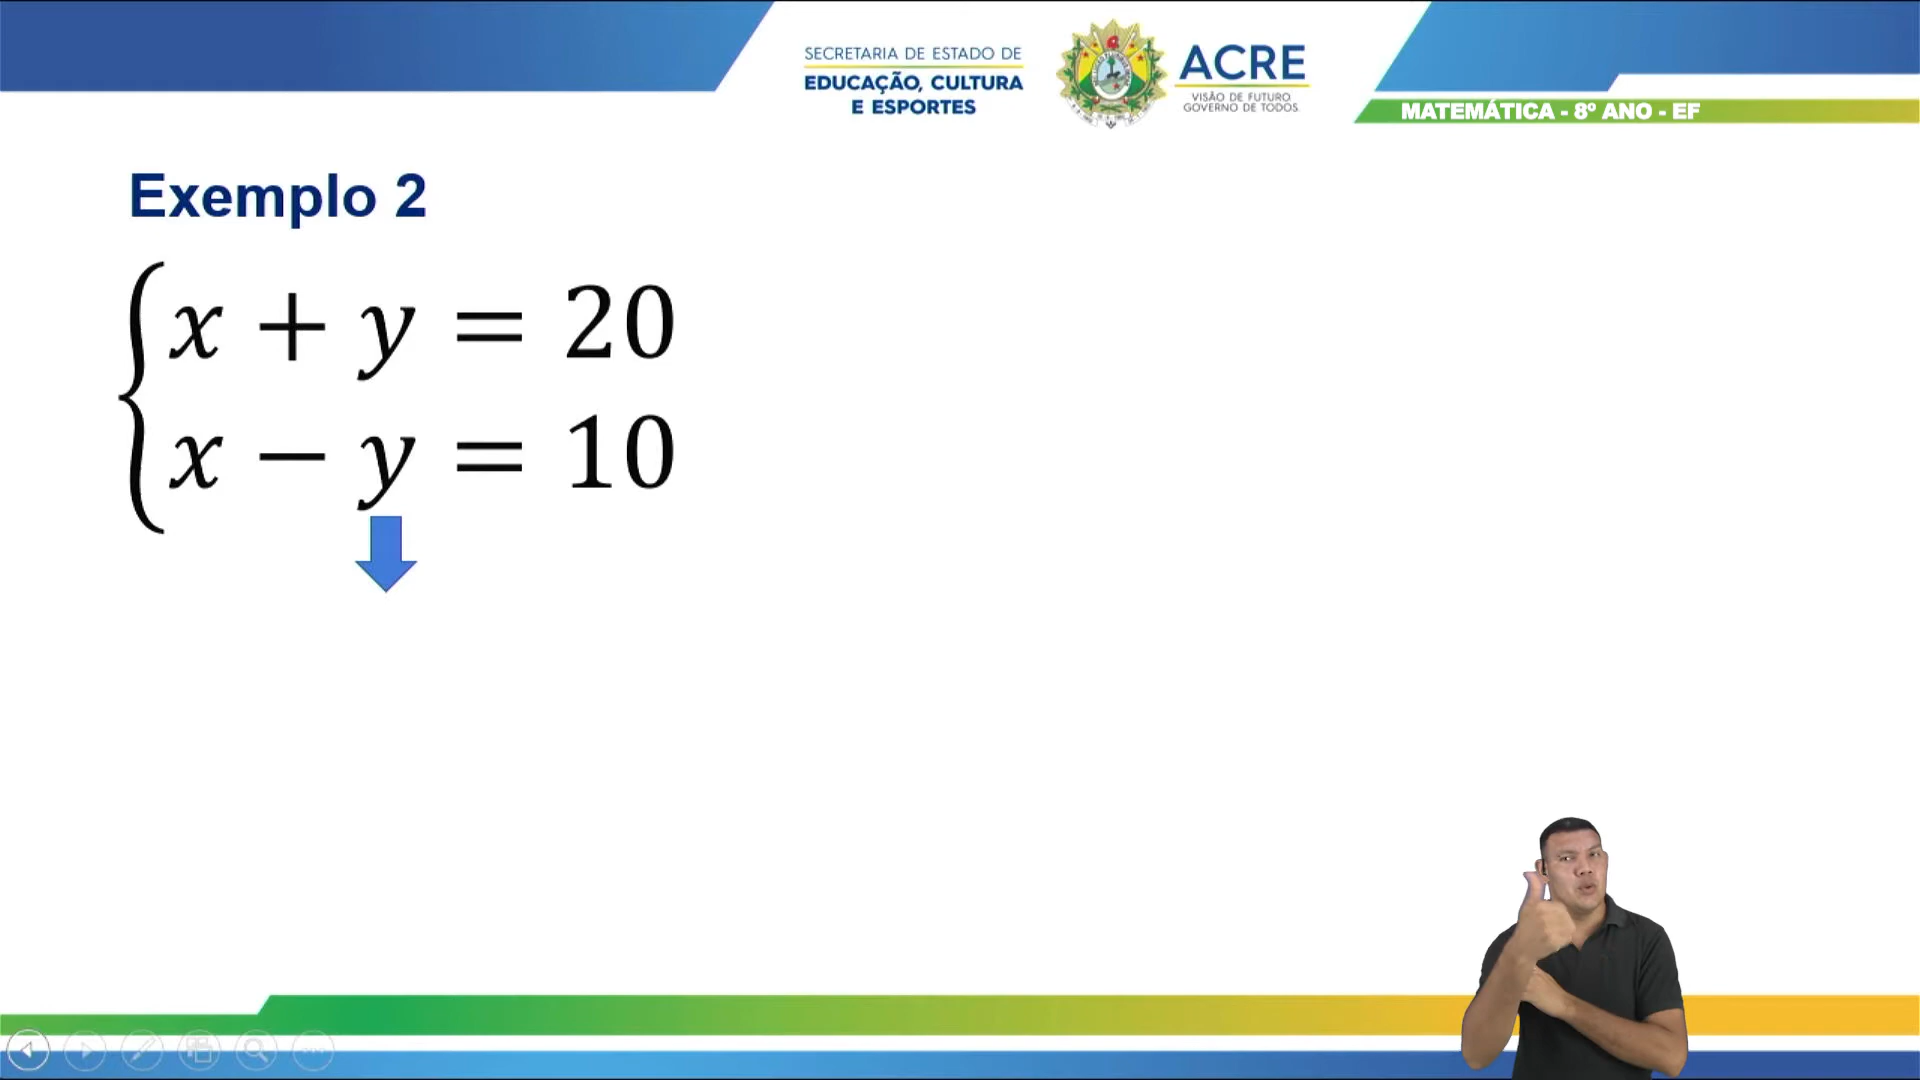 SECRETARIA DE ESTADO DE
EDUCAÇÃO, CULTURA
E ESPORTES
ACRE
VISÃO DE FUTURO.
GOVERNO DE TODOS.
MATEMÁTICA - 8º ANO - EF
Exemplo 2
x + y = 20
x − y = 10